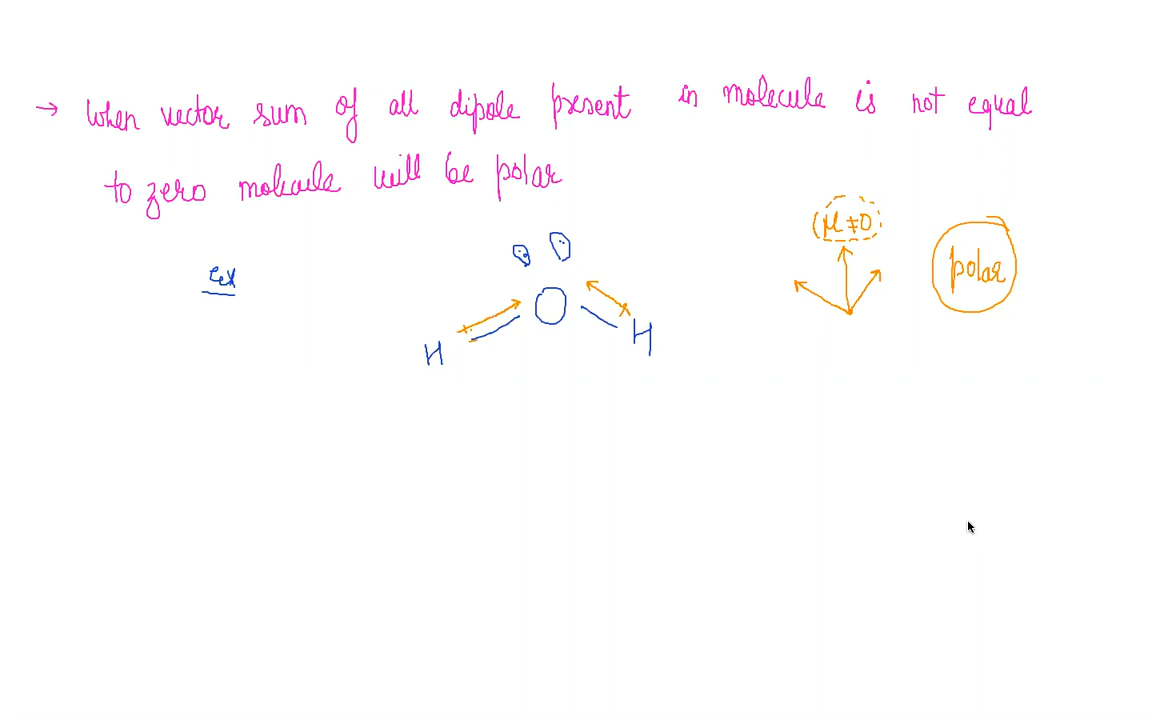 → When vector sum of all dipole present in molecule is not equal
to zero molecule will be polar
(μ ≠ 0
polar
Ex
O
H H